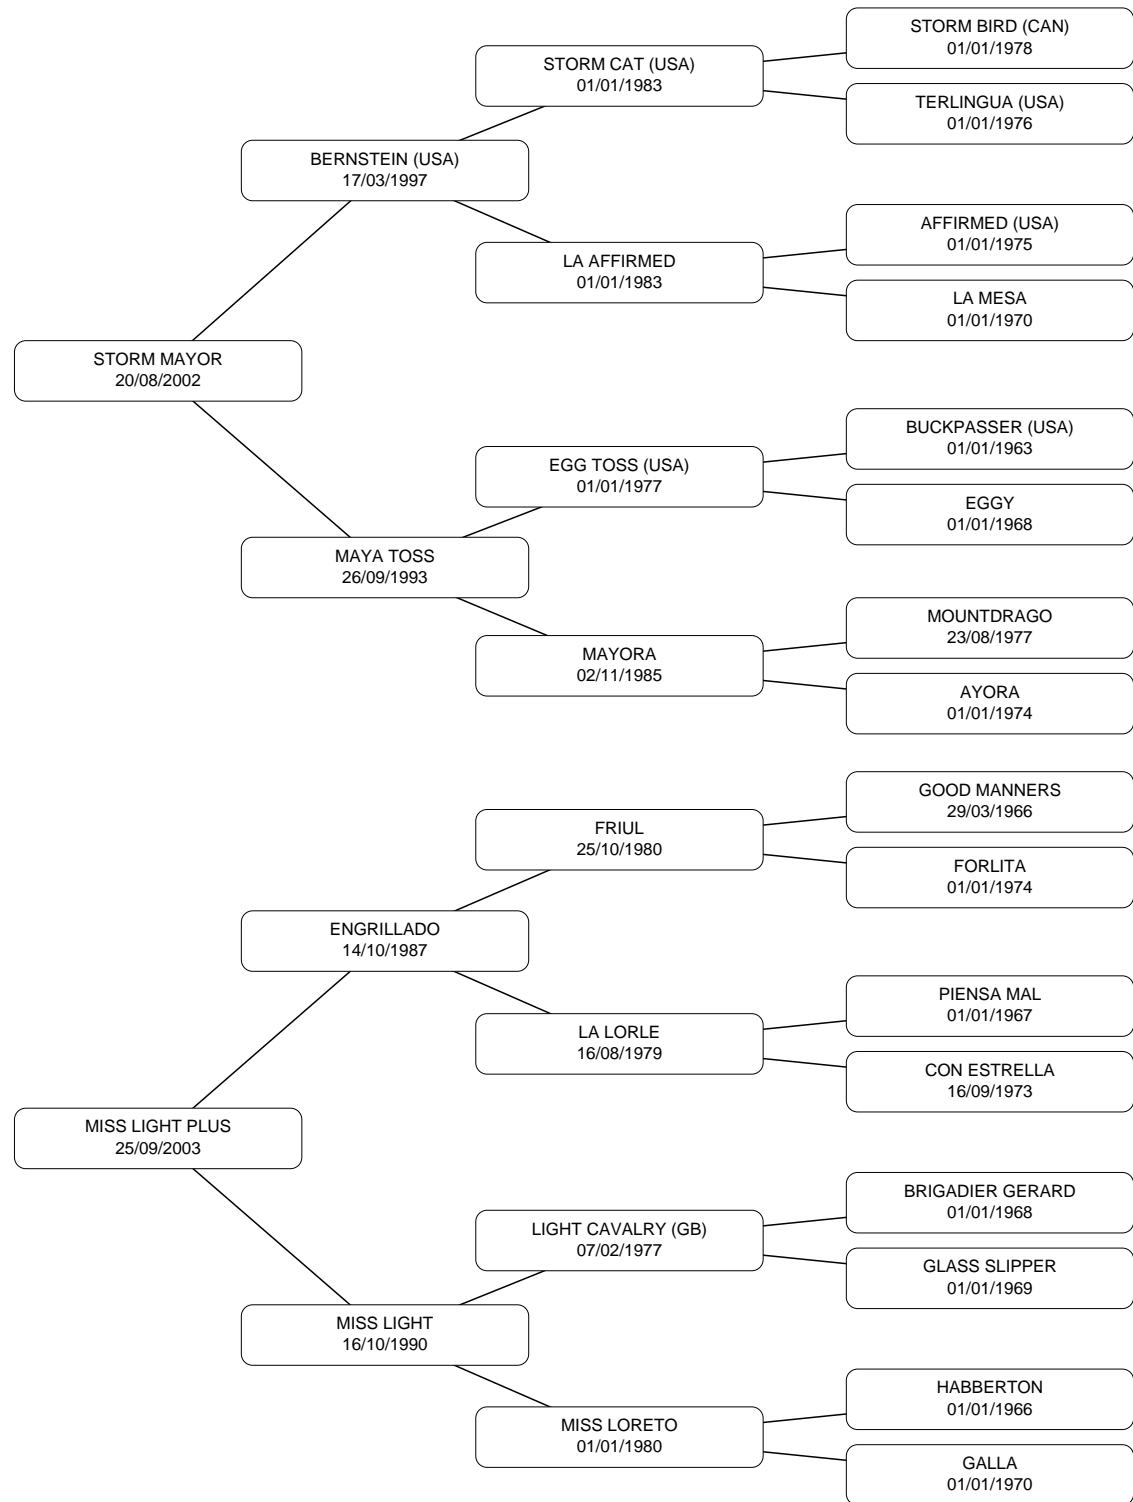 STORM BIRD (CAN)
01/01/1978
STORM CAT (USA)
01/01/1983
TERLINGUA (USA)
01/01/1976
BERNSTEIN (USA)
17/03/1997
AFFIRMED (USA)
01/01/1975
LA AFFIRMED
01/01/1983
LA MESA
01/01/1970
STORM MAYOR
20/08/2002
BUCKPASSER (USA)
01/01/1963
EGG TOSS (USA)
01/01/1977
EGGY
01/01/1968
MAYA TOSS
26/09/1993
MOUNTDRAGO
23/08/1977
MAYORA
02/11/1985
AYORA
01/01/1974
GOOD MANNERS
29/03/1966
FRIUL
25/10/1980
FORLITA
01/01/1974
ENGRILLADO
14/10/1987
PIENSA MAL
01/01/1967
LA LORLE
16/08/1979
CON ESTRELLA
16/09/1973
MISS LIGHT PLUS
25/09/2003
BRIGADIER GERARD
01/01/1968
LIGHT CAVALRY (GB)
07/02/1977
GLASS SLIPPER
01/01/1969
MISS LIGHT
16/10/1990
HABBERTON
01/01/1966
MISS LORETO
01/01/1980
GALLA
01/01/1970